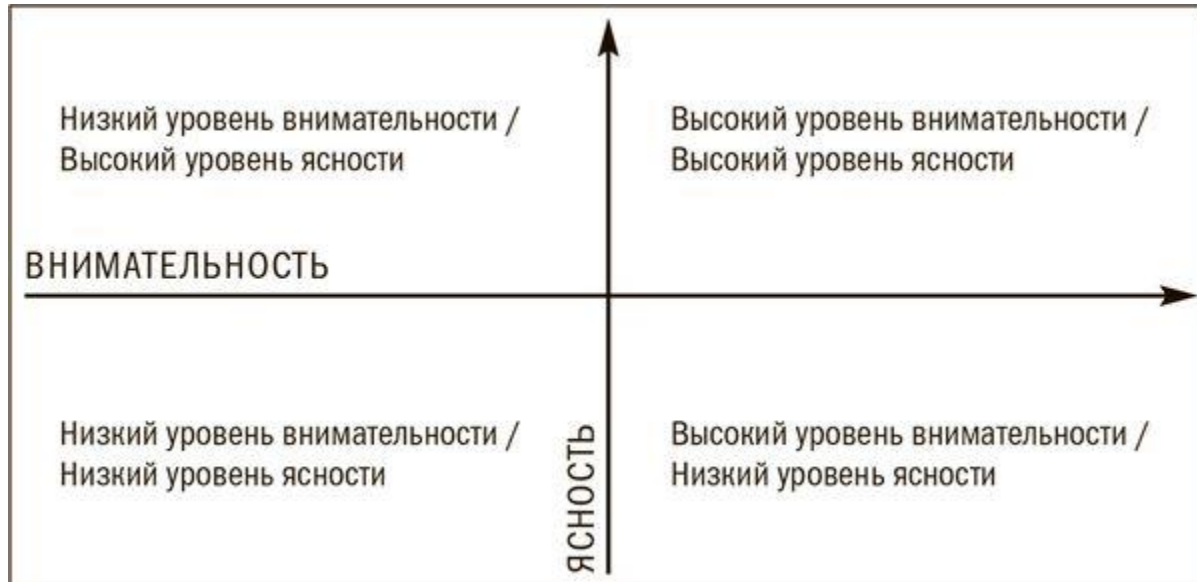 Низкий уровень внимательности /
Высокий уровень ясности
Высокий уровень внимательности /
Высокий уровень ясности
ВНИМАТЕЛЬНОСТЬ
Низкий уровень внимательности /
Низкий уровень ясности
ЯСНОСТЬ
Высокий уровень внимательности /
Низкий уровень ясности